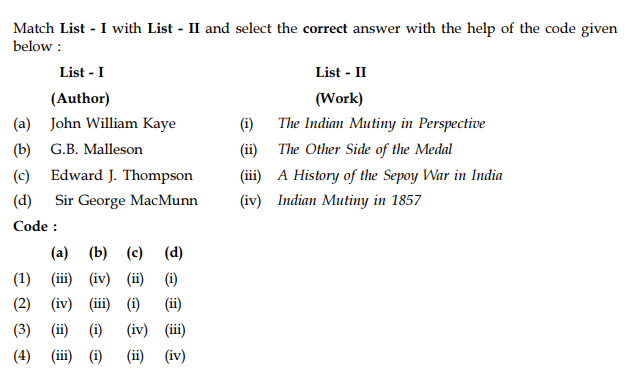 Match List - I with List - II and select the correct answer with the help of the code given
below :
List - I List - II
(Author) (Work)
(a) John William Kaye (i) The Indian Mutiny in Perspective
(b) G.B. Malleson (ii) The Other Side of the Medal
(c) Edward J. Thompson (iii) A History of the Sepoy War in India
(d) Sir George MacMunn (iv) Indian Mutiny in 1857
Code :
(a) (b) (c) (d)
(1) (iii) (iv) (ii) (i)
(2) (iv) (iii) (i) (ii)
(3) (ii) (i) (iv) (iii)
(4) (iii) (i) (ii) (iv)